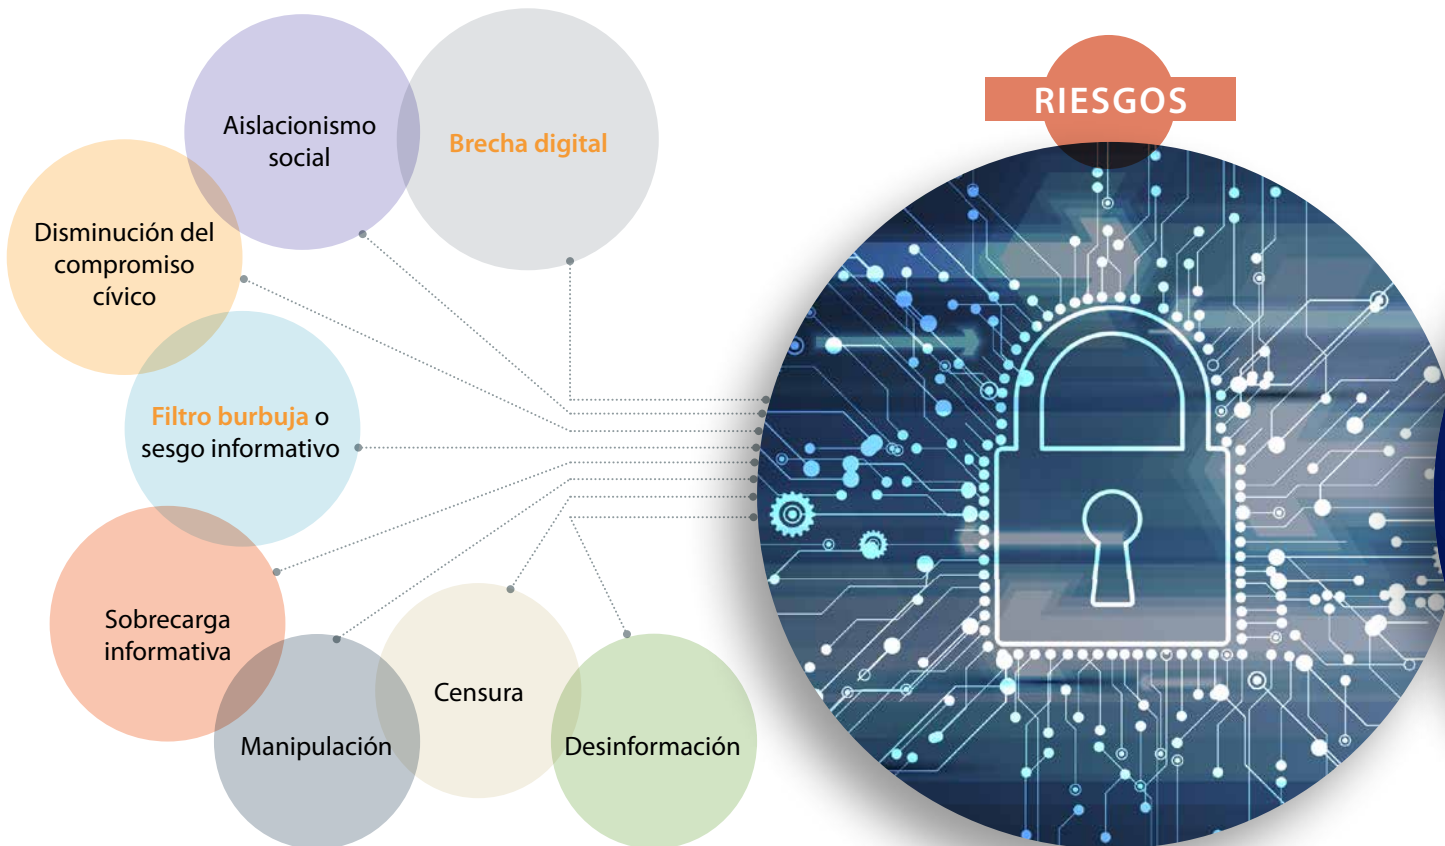 RIESGOS
Brecha digital
Aislacionismo
social
Disminución del
compromiso
cívico
Filtro burbuja o
sesgo informativo
Sobrecarga
informativa
Manipulación
Censura
Desinformación